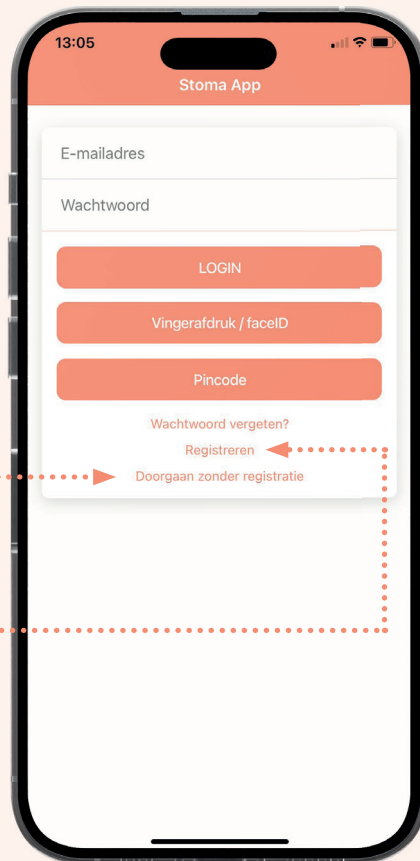 13:05
Stoma App
E-mailadres
Wachtwoord
LOGIN
Vingerafdruk / faceID
Pincode
Wachtwoord vergeten?
Registreren
Doorgaan zonder registratie